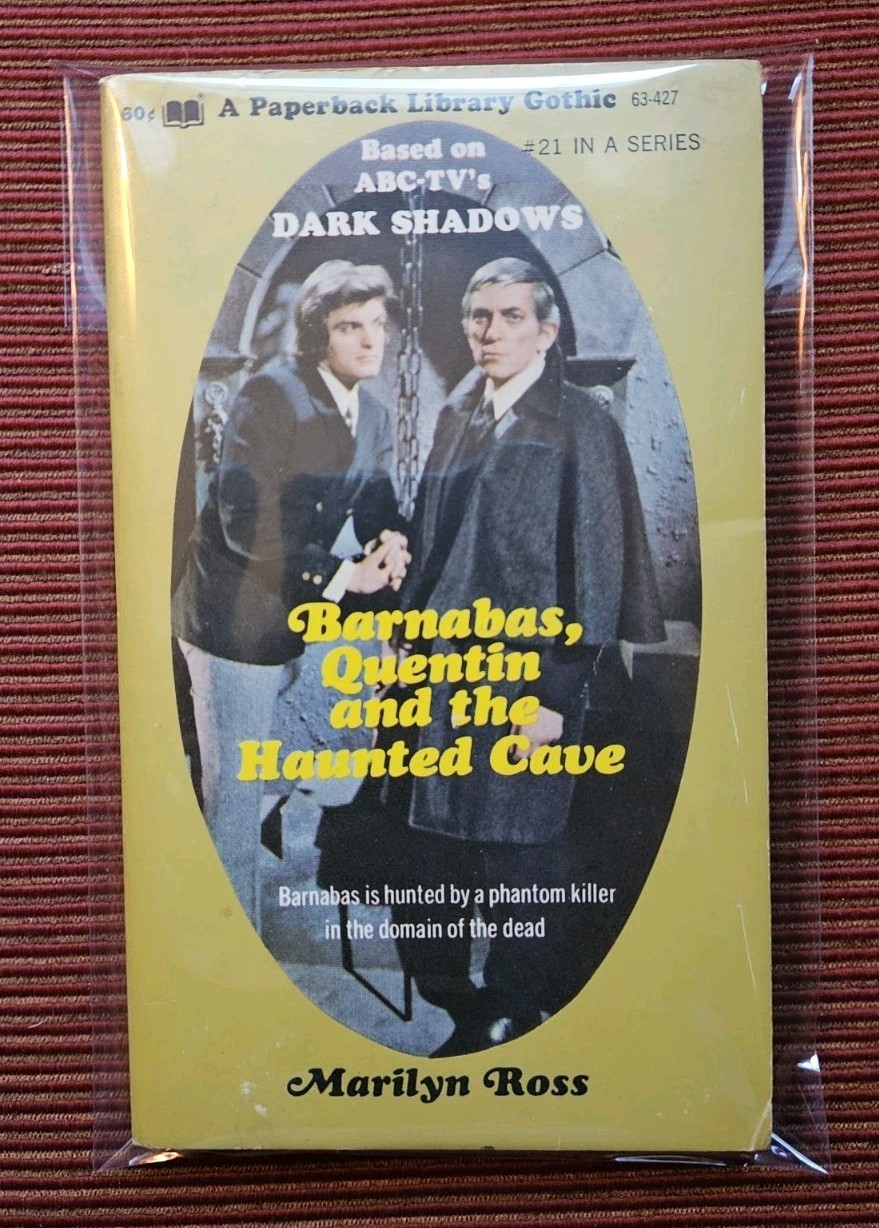 60¢ A Paperback Library Gothic 63-427
#21 IN A SERIES
Based on
ABC-TV's
DARK SHADOWS
Barnabas,
Quentin
and the
Haunted Cave
Barnabas is hunted by a phantom killer
in the domain of the dead
Marilyn Ross